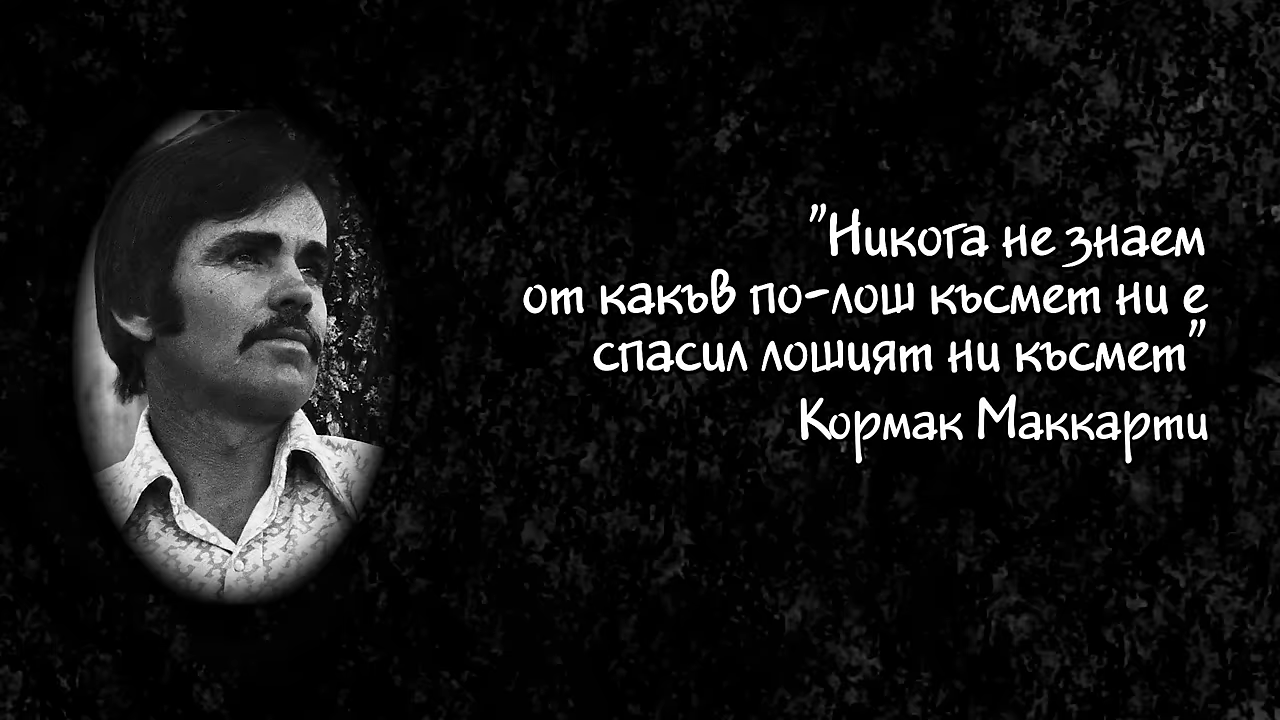 "Никога не знаем
от какъв по-лош късмет ни е
спасил лошият ни късмет"
Кормак Маккарти